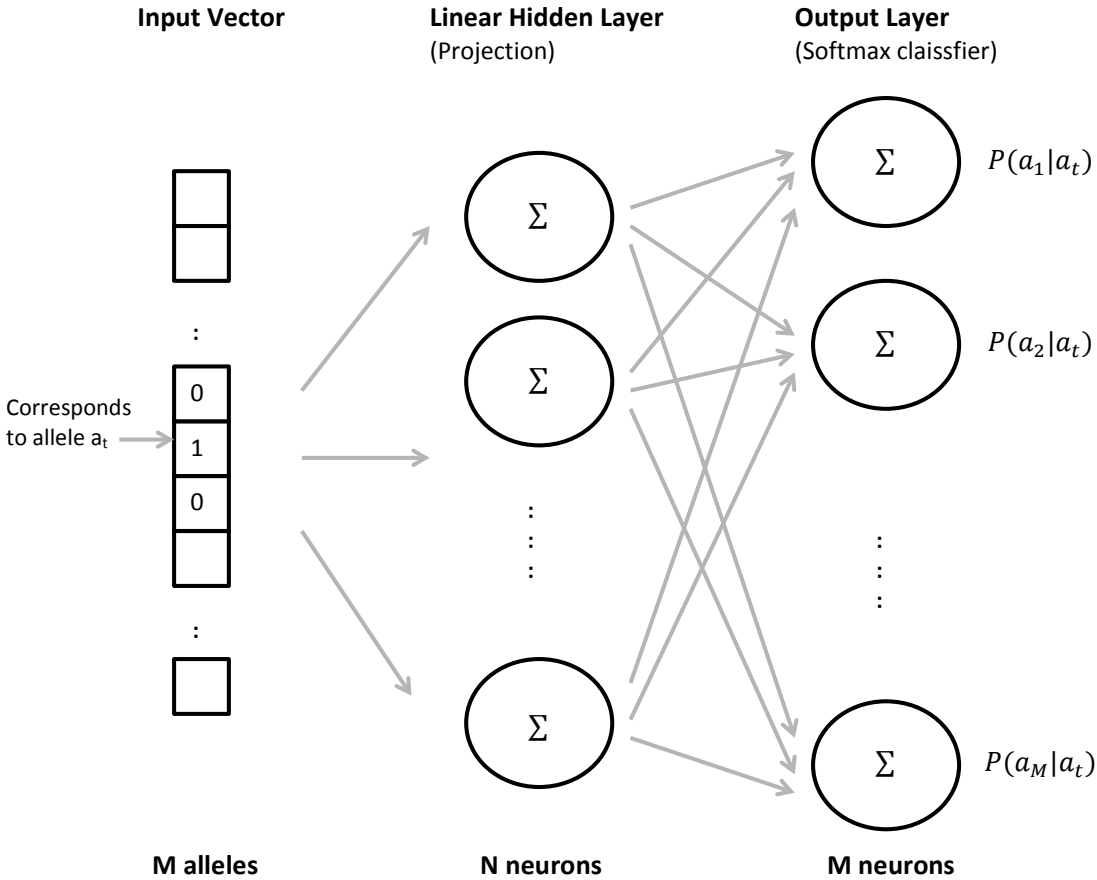 Input Vector
Linear Hidden Layer
(Projection)
Output Layer
(Softmax claissfier)
:
0
Corresponds
to allele aₜ
1
0
:
Σ
Σ
:
:
:
Σ
Σ
P(a₁|aₜ)
Σ
P(a₂|aₜ)
:
:
:
Σ
P(a_M|aₜ)
M alleles
N neurons
M neurons